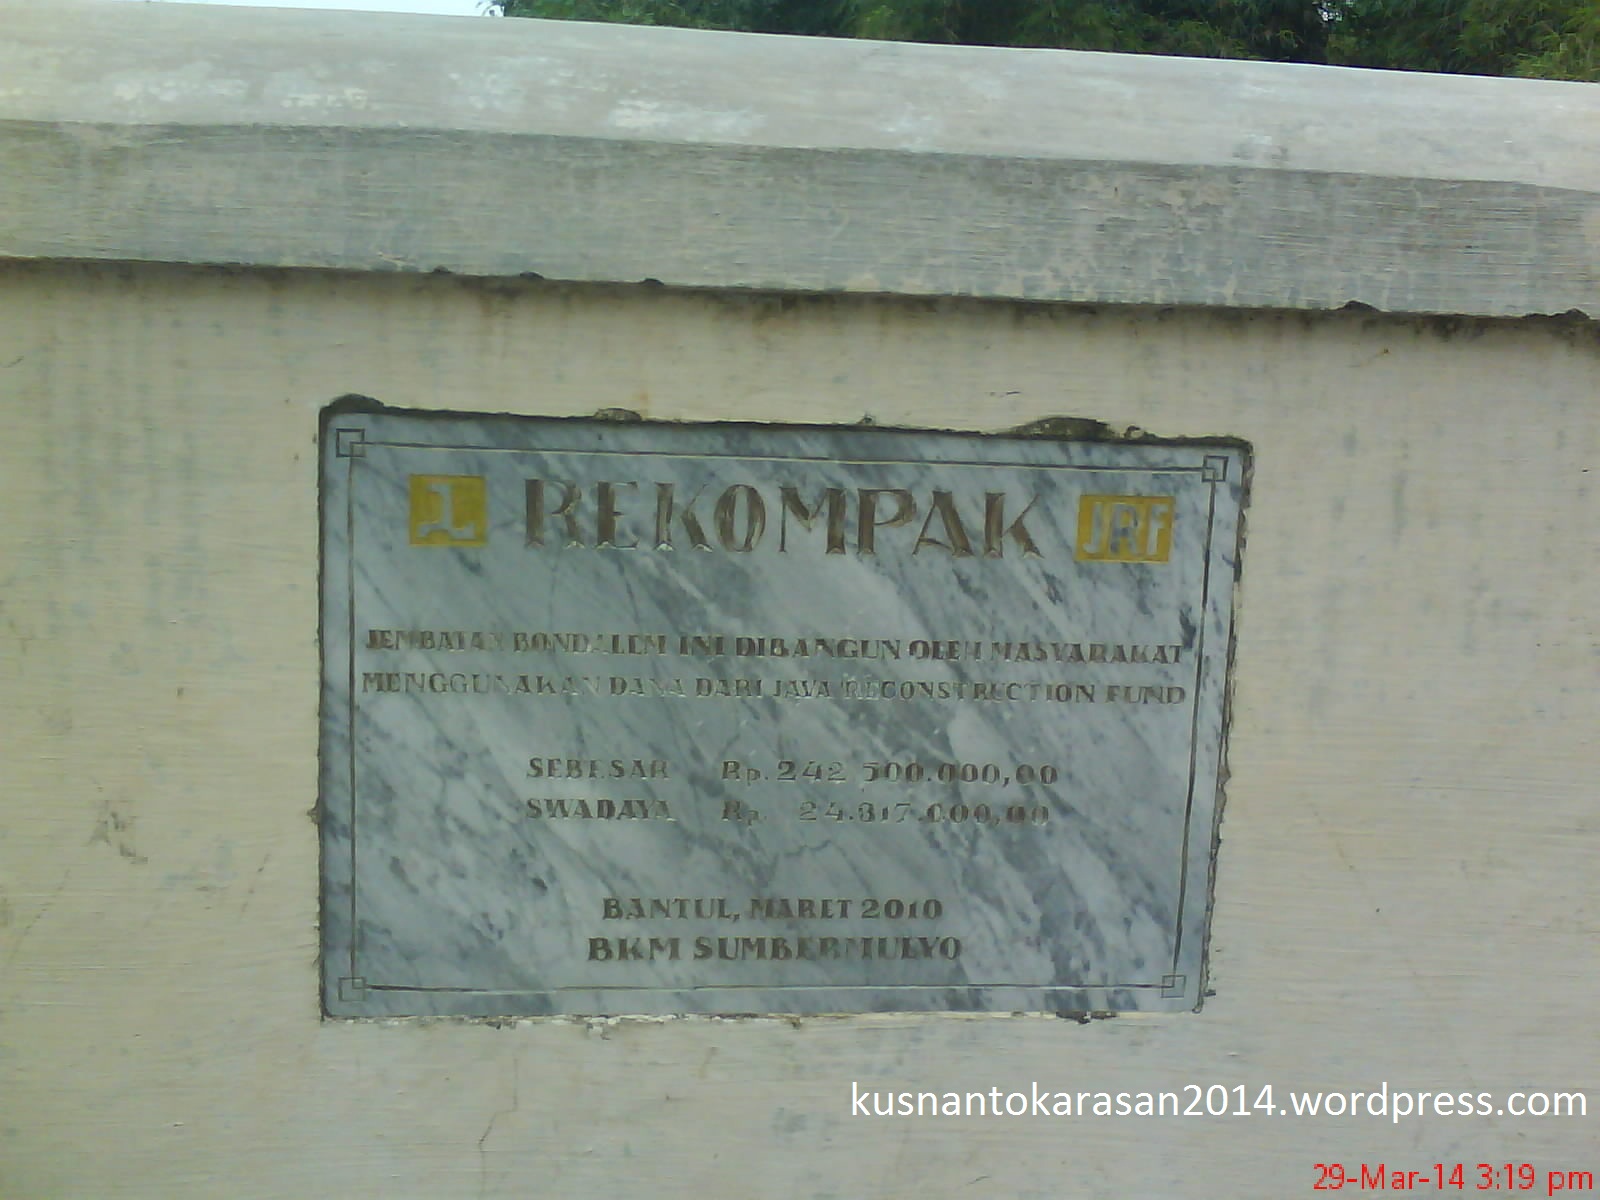 REKOMPAK JRF
JEMBATAN BONDALEM INI DIBANGUN OLEH MASYARAKAT
MENGGUNAKAN DANA DARI JAVA RECONSTRUCTION FUND
SEBESAR Rp. 242 500.000,00
SWADAYA Rp. 24.817.000,00
BANTUL, MARET 2010
BKM SUMBERMULYO
kusnantokarasan2014.wordpress.com
29-Mar-14 3:19 pm